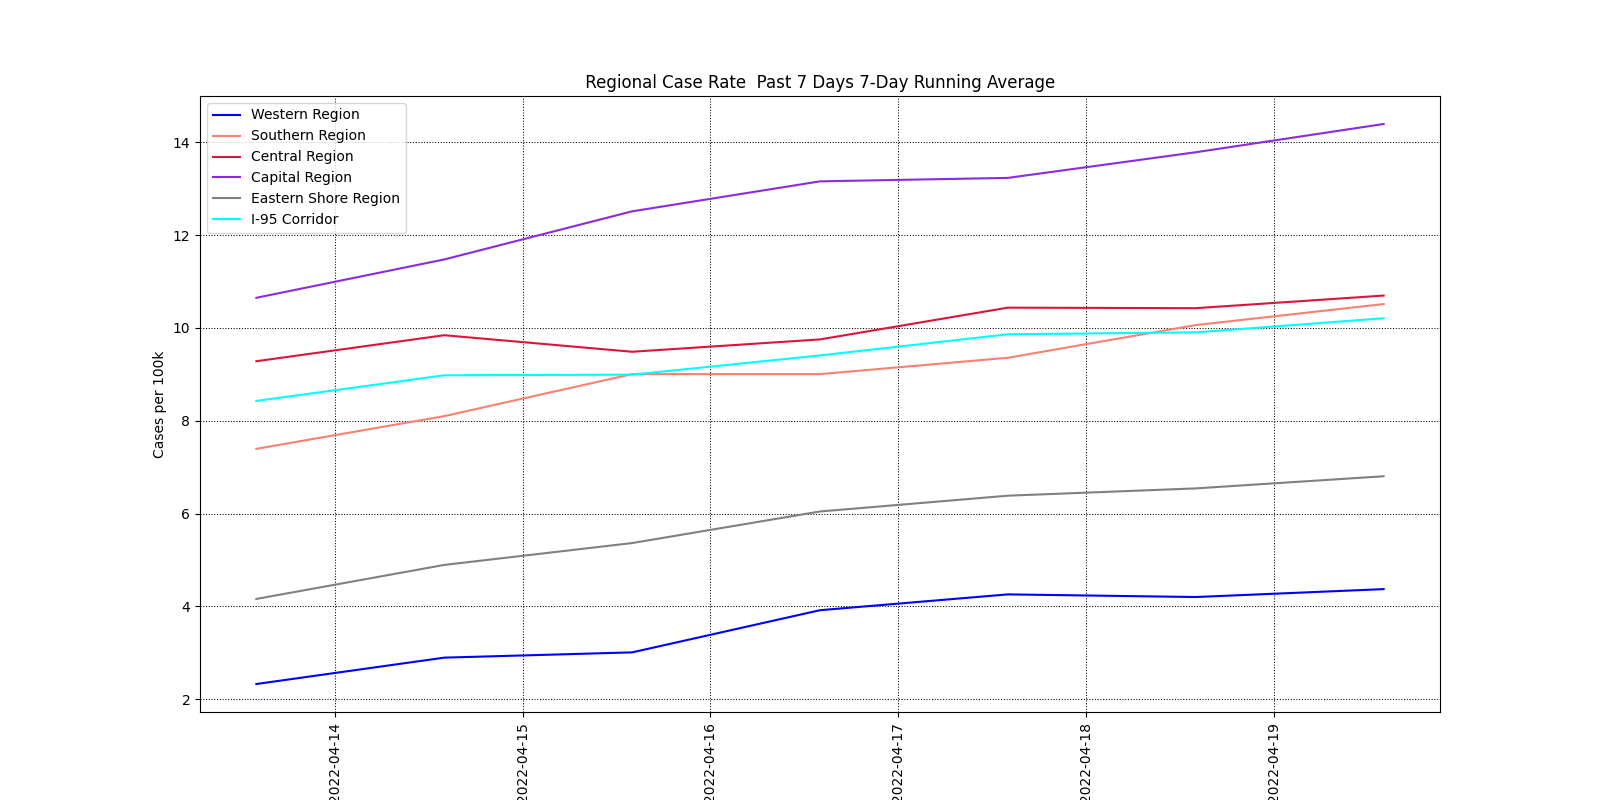 Regional Case Rate  Past 7 Days 7-Day Running Average
Western Region
Southern Region
Central Region
Capital Region
Eastern Shore Region
I-95 Corridor
Cases per 100k
14
12
10
8
6
4
2
2022-04-14
2022-04-15
2022-04-16
2022-04-17
2022-04-18
2022-04-19